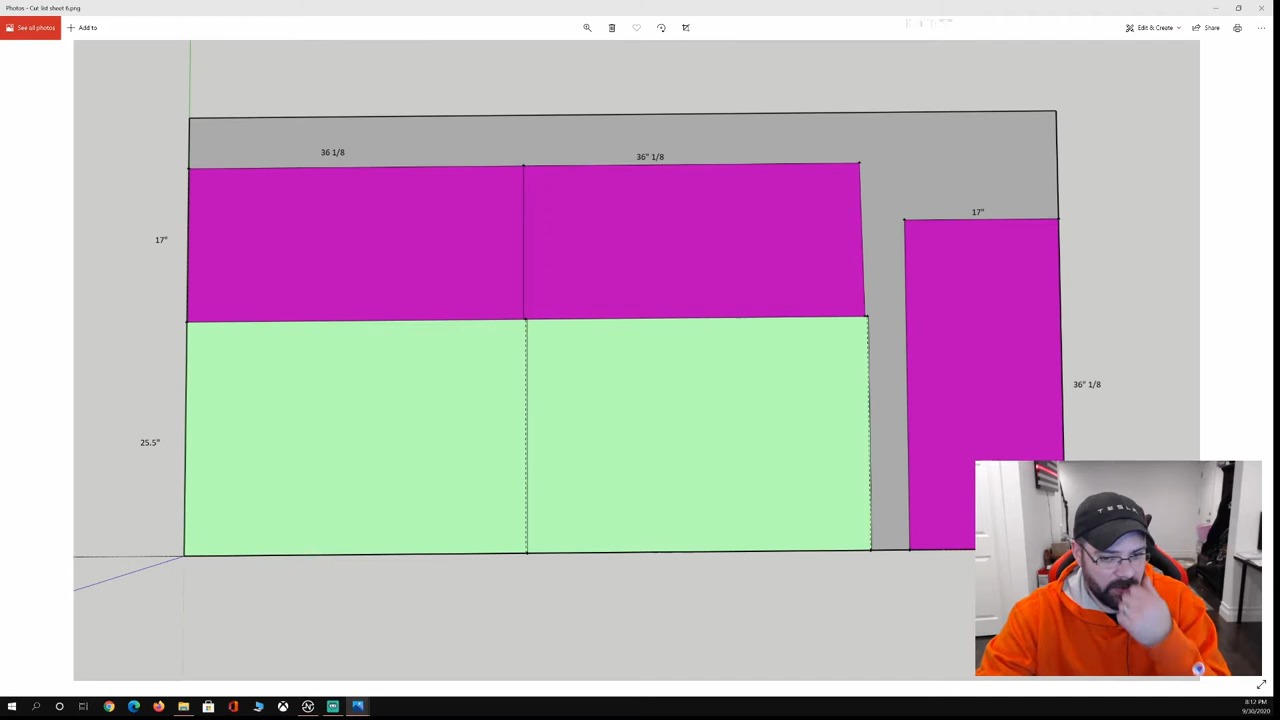 Photos - Cut list sheet 6.png
See all photos
Add to
Edit & Create
Share
36 1/8
36" 1/8
17"
17"
36" 1/8
25.5"
TESLA
8:12 PM
9/30/2020